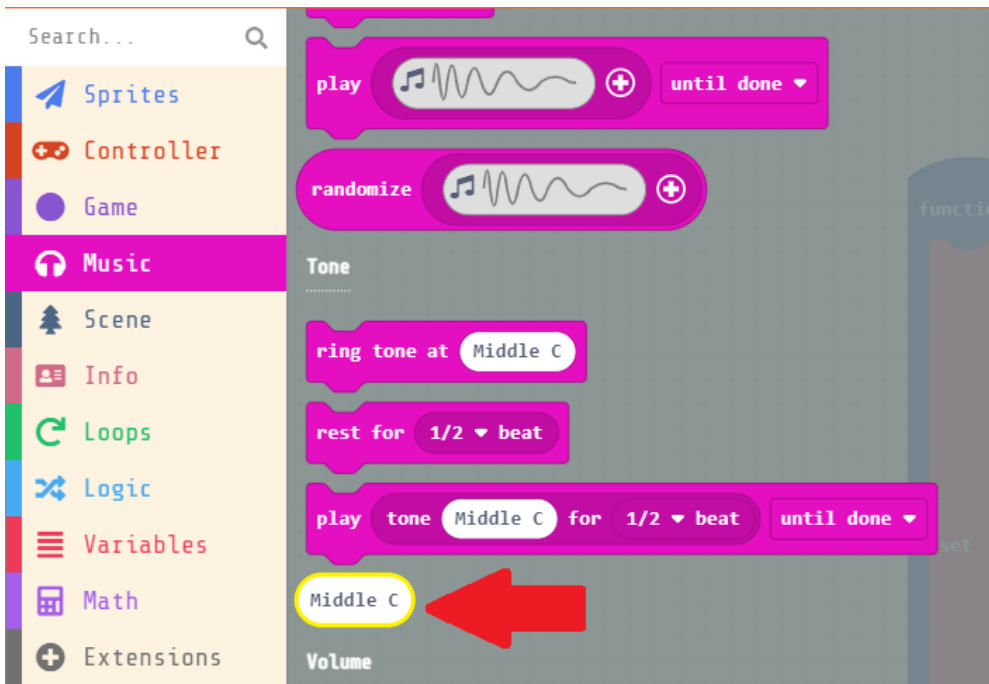 Search...
Sprites
Controller
Game
Music
Scene
Info
Loops
Logic
Variables
Math
Extensions
play until done
randomize
Tone
ring tone at Middle C
rest for 1/2 beat
play tone Middle C for 1/2 beat until done
Middle C
Volume
set